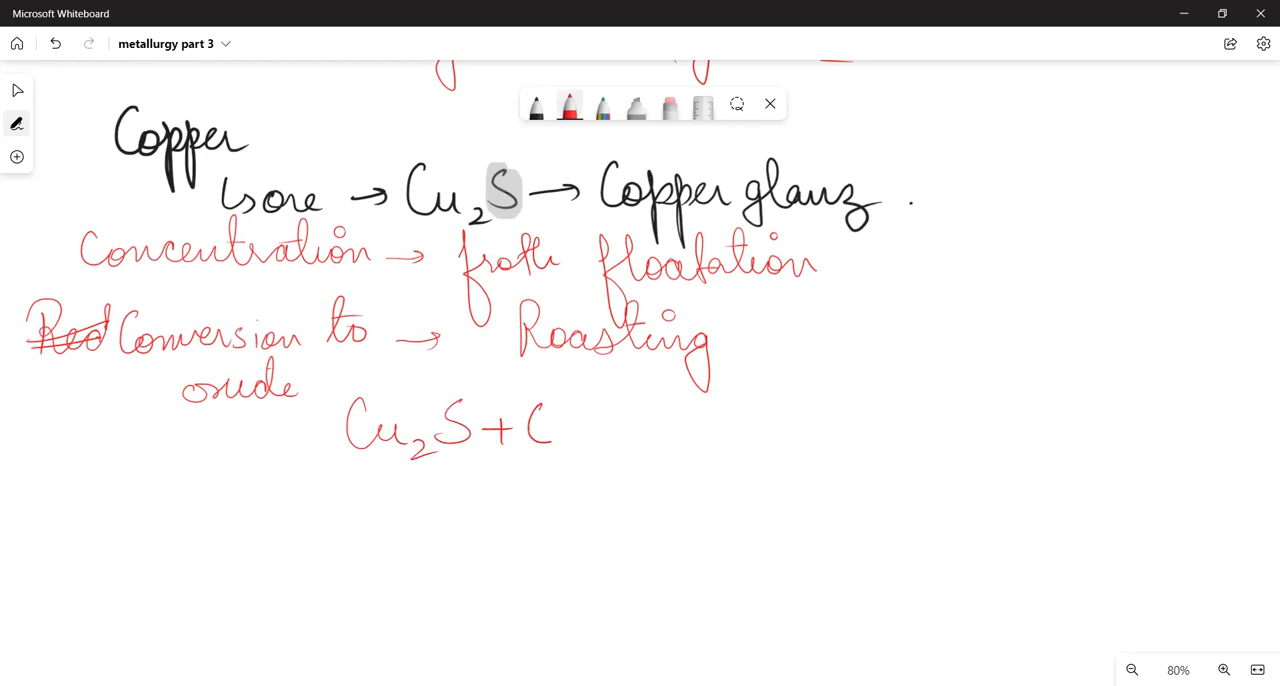 Microsoft Whiteboard
metallurgy part 3
Copper
ore → Cu₂S → Copper glanz .
Concentration → froth floatation
Red Conversion to → Roasting
oxide
Cu₂S + C
80%